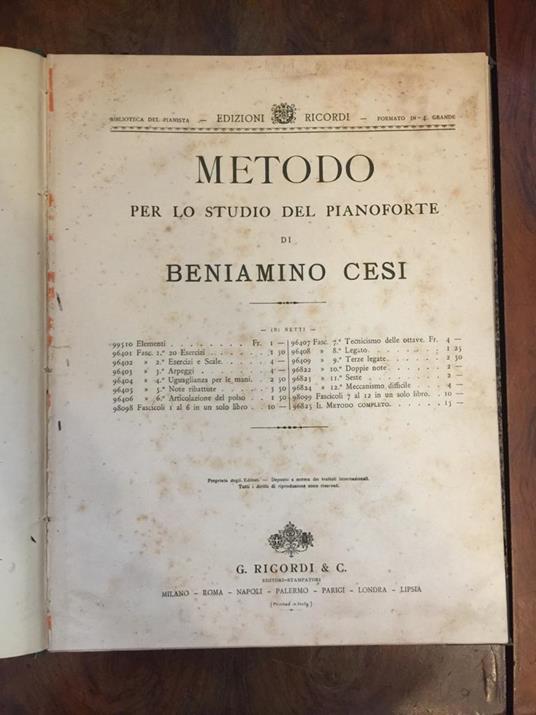 BIBLIOTECA DEL PIANISTA — EDIZIONI RICORDI — FORMATO IN-4. GRANDE
METODO
PER LO STUDIO DEL PIANOFORTE
DI
BENIAMINO CESI
— (B) NETTI —
99510 Elementi . . . . . . . . Fr. 1 —
96401 Fasc. 1.º 20 Esercizi . . . . . . . 1 50
96402 » 2.º Esercizi e Scale. . . . . 4 —
96403 » 3.º Arpeggi . . . . . . . 4 —
96404 » 4.º Uguaglianza per le mani. 2 50
96405 » 5.º Note ribattute . . . . . 3 50
96406 » 6.º Articolazione del polso . . 1 50
98098 Fascicoli 1 al 6 in un solo libro . . 10 —
96407 Fasc. 7.º Tecnicismo delle ottave. Fr. 4 —
96408 » 8.º Legato. . . . . . . . 1 25
96409 » 9.º Terze legate. . . . . . 2 50
96822 » 10.º Doppie note . . . . . 2 —
96823 » 11.º Seste . . . . . . . . 2 —
96824 » 12.º Meccanismo difficile . . 4 —
98099 Fascicoli 7 al 12 in un solo libro. . . 10 —
96825 IL METODO COMPLETO. . . . . . . 15 —
Proprietà degli Editori. — Deposto a norma dei trattati internazionali.
Tutti i diritti di riproduzione sono riservati.
G. RICORDI & C.
EDITORI-STAMPATORI
MILANO — ROMA — NAPOLI — PALERMO — PARIGI — LONDRA — LIPSIA
(Printed in Italy)